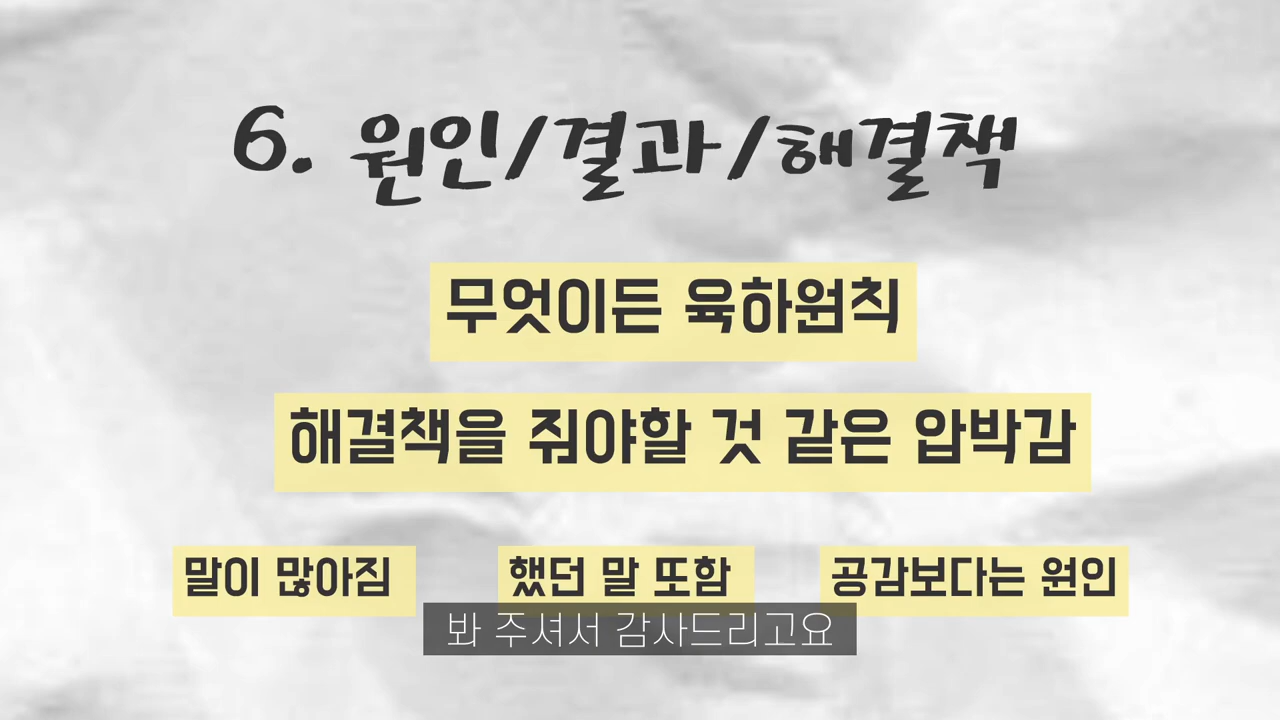 6. 원인/결과/해결책
무엇이든 육하원칙
해결책을 줘야할 것 같은 압박감
말이 많아짐 했던 말 또함 공감보다는 원인
봐 주셔서 감사드리고요